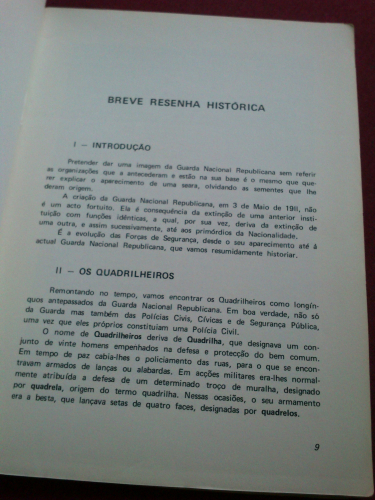 BREVE RESENHA HISTÓRICA
I — INTRODUÇÃO
Pretender dar uma imagem da Guarda Nacional Republicana sem referir
as organizações que a antecederam e estão na sua base é o mesmo que que-
rer explicar o aparecimento de uma seara, olvidando as sementes que lhe
deram origem.
A criação da Guarda Nacional Republicana, em 3 de Maio de 1911, não
é um acto fortuito. Ela é consequência da extinção de uma anterior insti-
tuição com funções idênticas, a qual, por sua vez, deriva da extinção de
uma outra, e assim sucessivamente, até aos primórdios da Nacionalidade.
É a evolução das Forças de Segurança, desde o seu aparecimento até à
actual Guarda Nacional Republicana, que vamos resumidamente historiar.
II — OS QUADRILHEIROS
Remontando no tempo, vamos encontrar os Quadrilheiros como longín-
quos antepassados da Guarda Nacional Republicana. Em boa verdade, não só
da Guarda mas também das Polícias Civis, Cívicas e de Segurança Pública,
uma vez que eles próprios constituiam uma Polícia Civil.
O nome de Quadrilheiros deriva de Quadrilha, que designava um con-
junto de vinte homens empenhados na defesa e protecção do bem comum.
Em tempo de paz cabia-lhes o policiamento das ruas, para o que se encon-
travam armados de lanças ou alabardas. Em acções militares era-lhes normal-
mente atribuída a defesa de um determinado troço de muralha, designado
por quadrela, origem do termo quadrilha. Nessas ocasiões, o seu armamento
era a besta, que lançava setas de quatro faces, designadas por quadrelos.
9